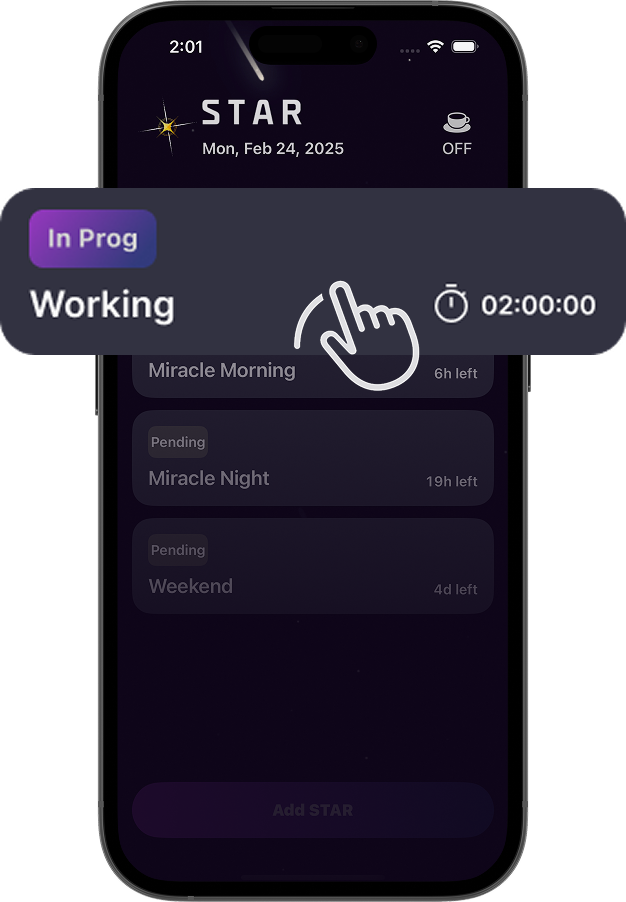 2:01
STAR
Mon, Feb 24, 2025
OFF
In Prog
Working
02:00:00
Miracle Morning
6h left
Pending
Miracle Night
19h left
Pending
Weekend
4d left
Add STAR